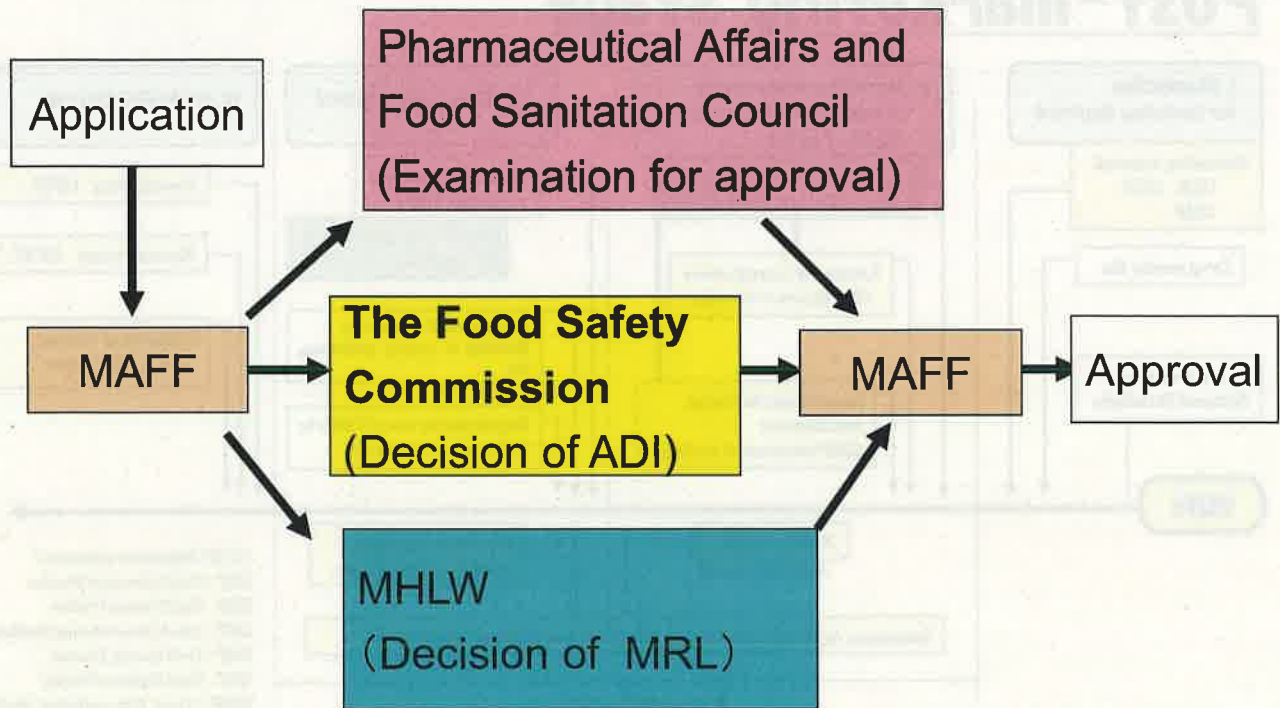 Application
Pharmaceutical Affairs and
Food Sanitation Council
(Examination for approval)
MAFF
The Food Safety
Commission
(Decision of ADI)
MAFF
Approval
MHLW
(Decision of MRL)